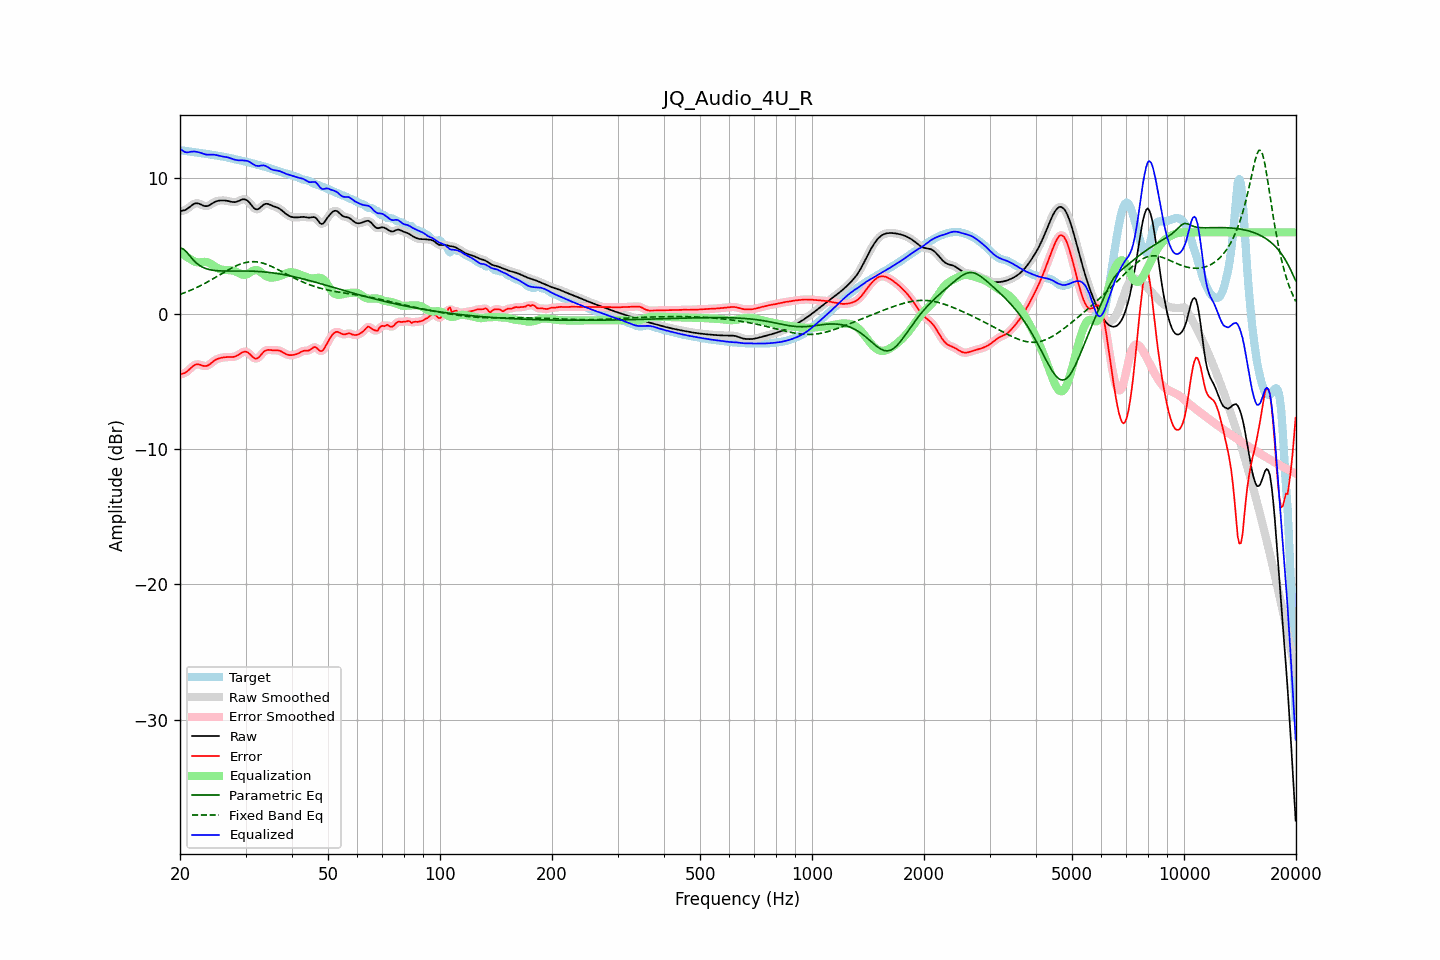 JQ_Audio_4U_R
10
0
−10
−20
−30
Amplitude (dBr)
Target
Raw Smoothed
Error Smoothed
Raw
Error
Equalization
Parametric Eq
Fixed Band Eq
Equalized
20 50 100 200 500 1000 2000 5000 10000 20000
Frequency (Hz)